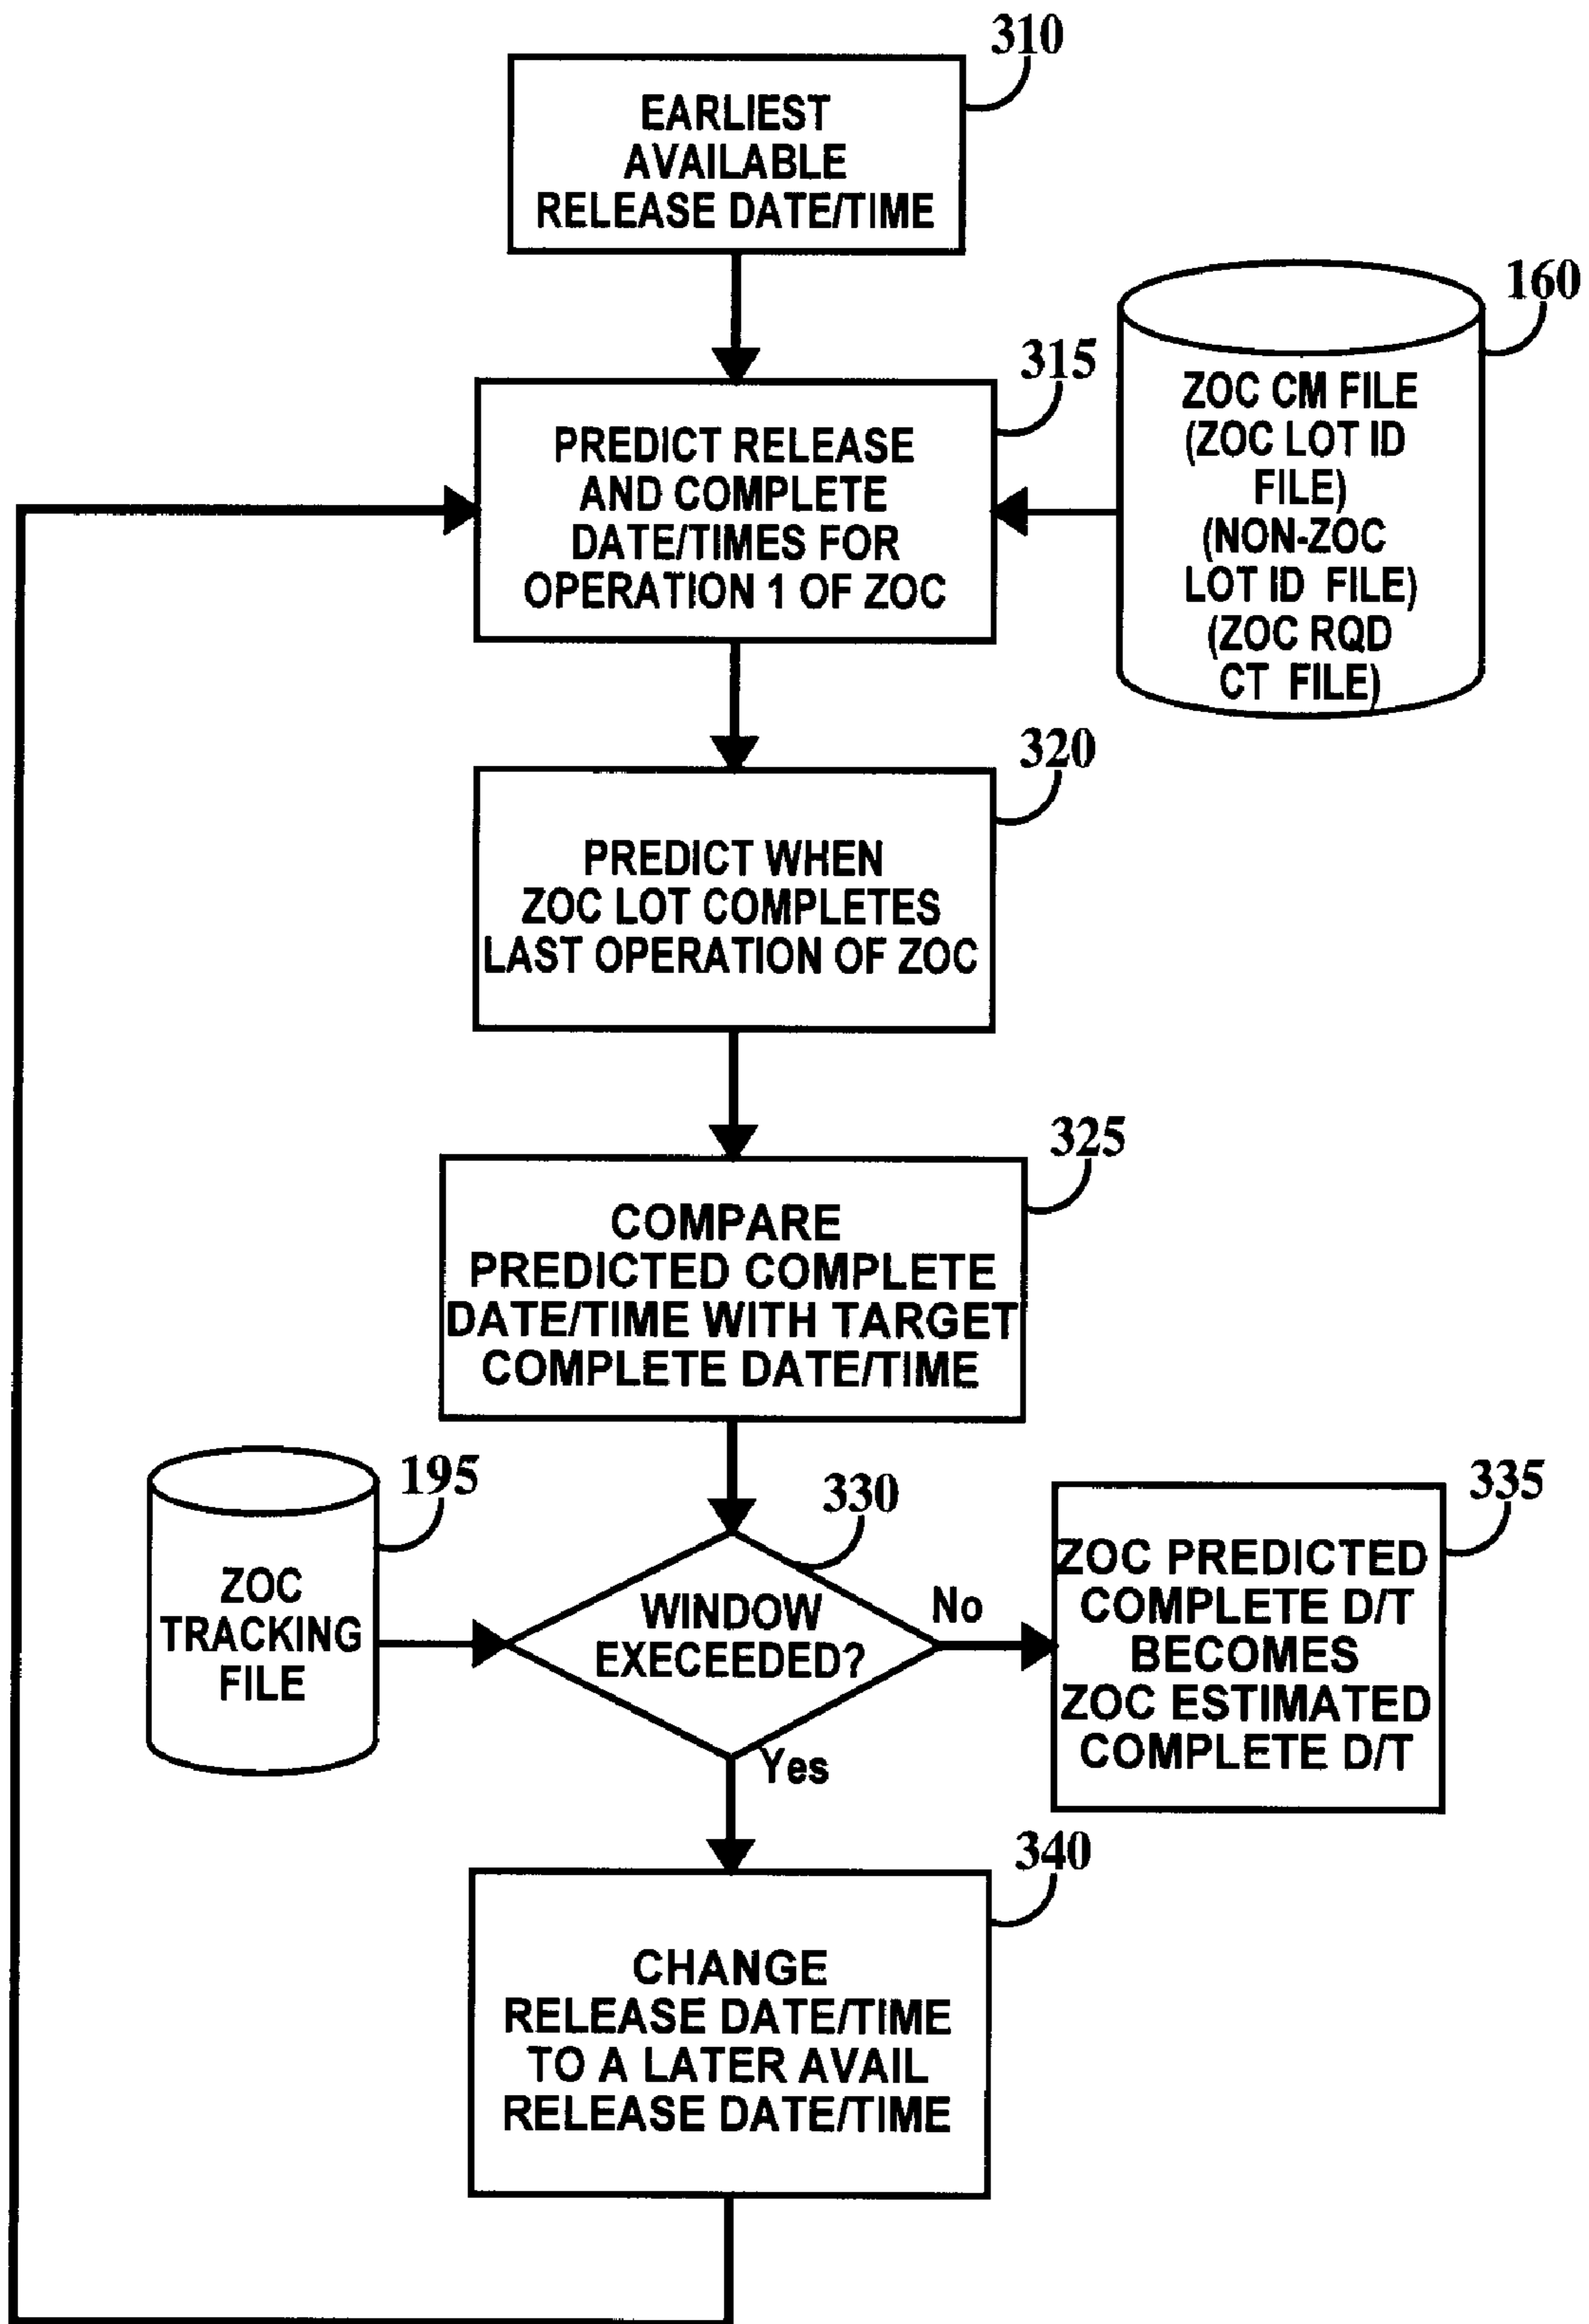 310
EARLIEST
AVAILABLE
RELEASE DATE/TIME
160
ZOC CM FILE
(ZOC LOT ID
FILE)
(NON-ZOC
LOT ID FILE)
(ZOC RQD
CT FILE)
315
PREDICT RELEASE
AND COMPLETE
DATE/TIMES FOR
OPERATION 1 OF ZOC
320
PREDICT WHEN
ZOC LOT COMPLETES
LAST OPERATION OF ZOC
325
COMPARE
PREDICTED COMPLETE
DATE/TIME WITH TARGET
COMPLETE DATE/TIME
195
ZOC
TRACKING
FILE
330
WINDOW
EXECEEDED?
No
Yes
335
ZOC PREDICTED
COMPLETE D/T
BECOMES
ZOC ESTIMATED
COMPLETE D/T
340
CHANGE
RELEASE DATE/TIME
TO A LATER AVAIL
RELEASE DATE/TIME